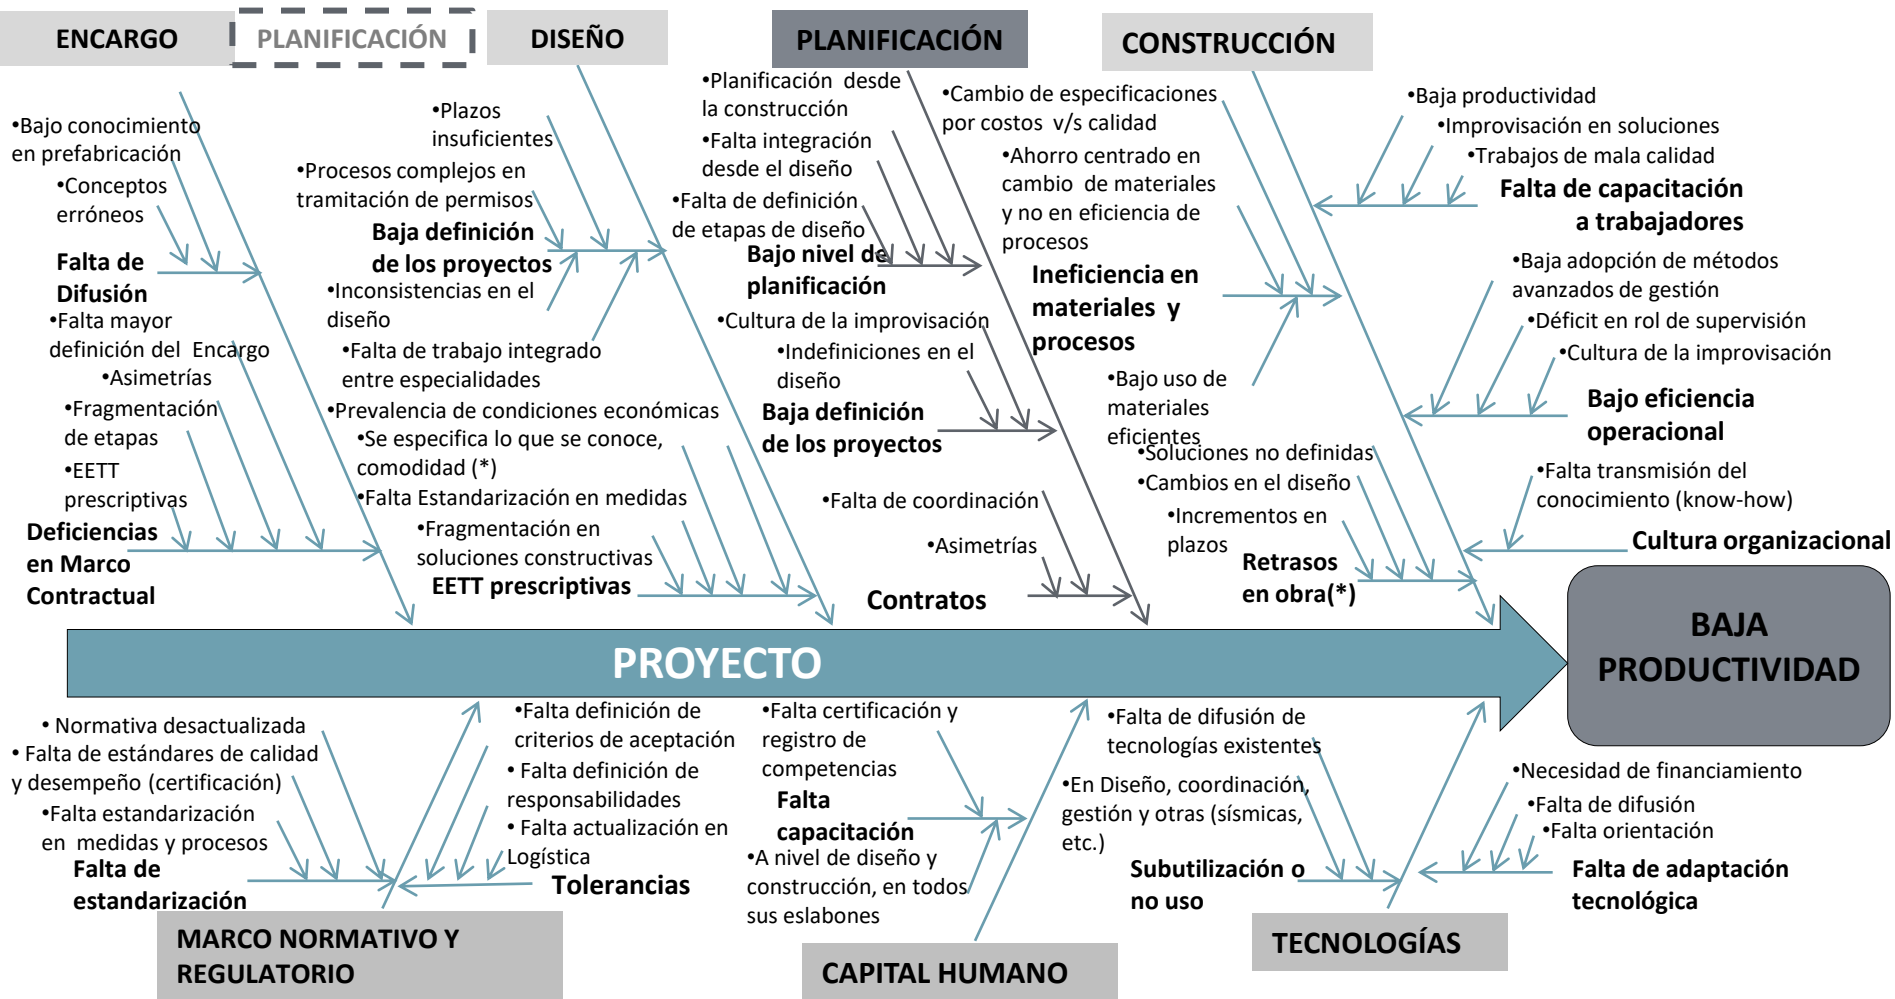 ENCARGO
PLANIFICACIÓN
DISEÑO
PLANIFICACIÓN
CONSTRUCCIÓN
•Bajo conocimiento
en prefabricación
•Conceptos
erróneos
Falta de
Difusión
•Falta mayor
definición del Encargo
•Asimetrías
•Fragmentación
de etapas
•EETT
prescriptivas
Deficiencias
en Marco
Contractual
•Plazos
insuficientes
•Procesos complejos en
tramitación de permisos
Baja definición
de los proyectos
•Inconsistencias en el
diseño
•Falta de trabajo integrado
entre especialidades
•Prevalencia de condiciones económicas
•Se especifica lo que se conoce,
comodidad (*)
•Falta Estandarización en medidas
•Fragmentación en
soluciones constructivas
EETT prescriptivas
•Planificación desde
la construcción
•Falta integración
desde el diseño
•Falta de definición
de etapas de diseño
Bajo nivel de
planificación
•Cultura de la improvisación
•Indefiniciones en el
diseño
Baja definición
de los proyectos
•Falta de coordinación
•Asimetrías
Contratos
•Cambio de especificaciones
por costos v/s calidad
•Ahorro centrado en
cambio de materiales
y no en eficiencia de
procesos
Ineficiencia en
materiales y
procesos
•Bajo uso de
materiales
eficientes
•Soluciones no definidas
•Cambios en el diseño
•Incrementos en
plazos
Retrasos
en obra(*)
•Baja productividad
•Improvisación en soluciones
•Trabajos de mala calidad
Falta de capacitación
a trabajadores
•Baja adopción de métodos
avanzados de gestión
•Déficit en rol de supervisión
•Cultura de la improvisación
Bajo eficiencia
operacional
•Falta transmisión del
conocimiento (know-how)
Cultura organizacional
PROYECTO
BAJA
PRODUCTIVIDAD
• Normativa desactualizada
• Falta de estándares de calidad
y desempeño (certificación)
•Falta estandarización
en medidas y procesos
Falta de
estandarización
•Falta definición de
criterios de aceptación
• Falta definición de
responsabilidades
• Falta actualización en
Logística
Tolerancias
MARCO NORMATIVO Y
REGULATORIO
•Falta certificación y
registro de
competencias
Falta
capacitación
•A nivel de diseño y
construcción, en todos
sus eslabones
CAPITAL HUMANO
•Falta de difusión de
tecnologías existentes
•En Diseño, coordinación,
gestión y otras (sísmicas,
etc.)
Subutilización o
no uso
•Necesidad de financiamiento
•Falta de difusión
•Falta orientación
Falta de adaptación
tecnológica
TECNOLOGÍAS